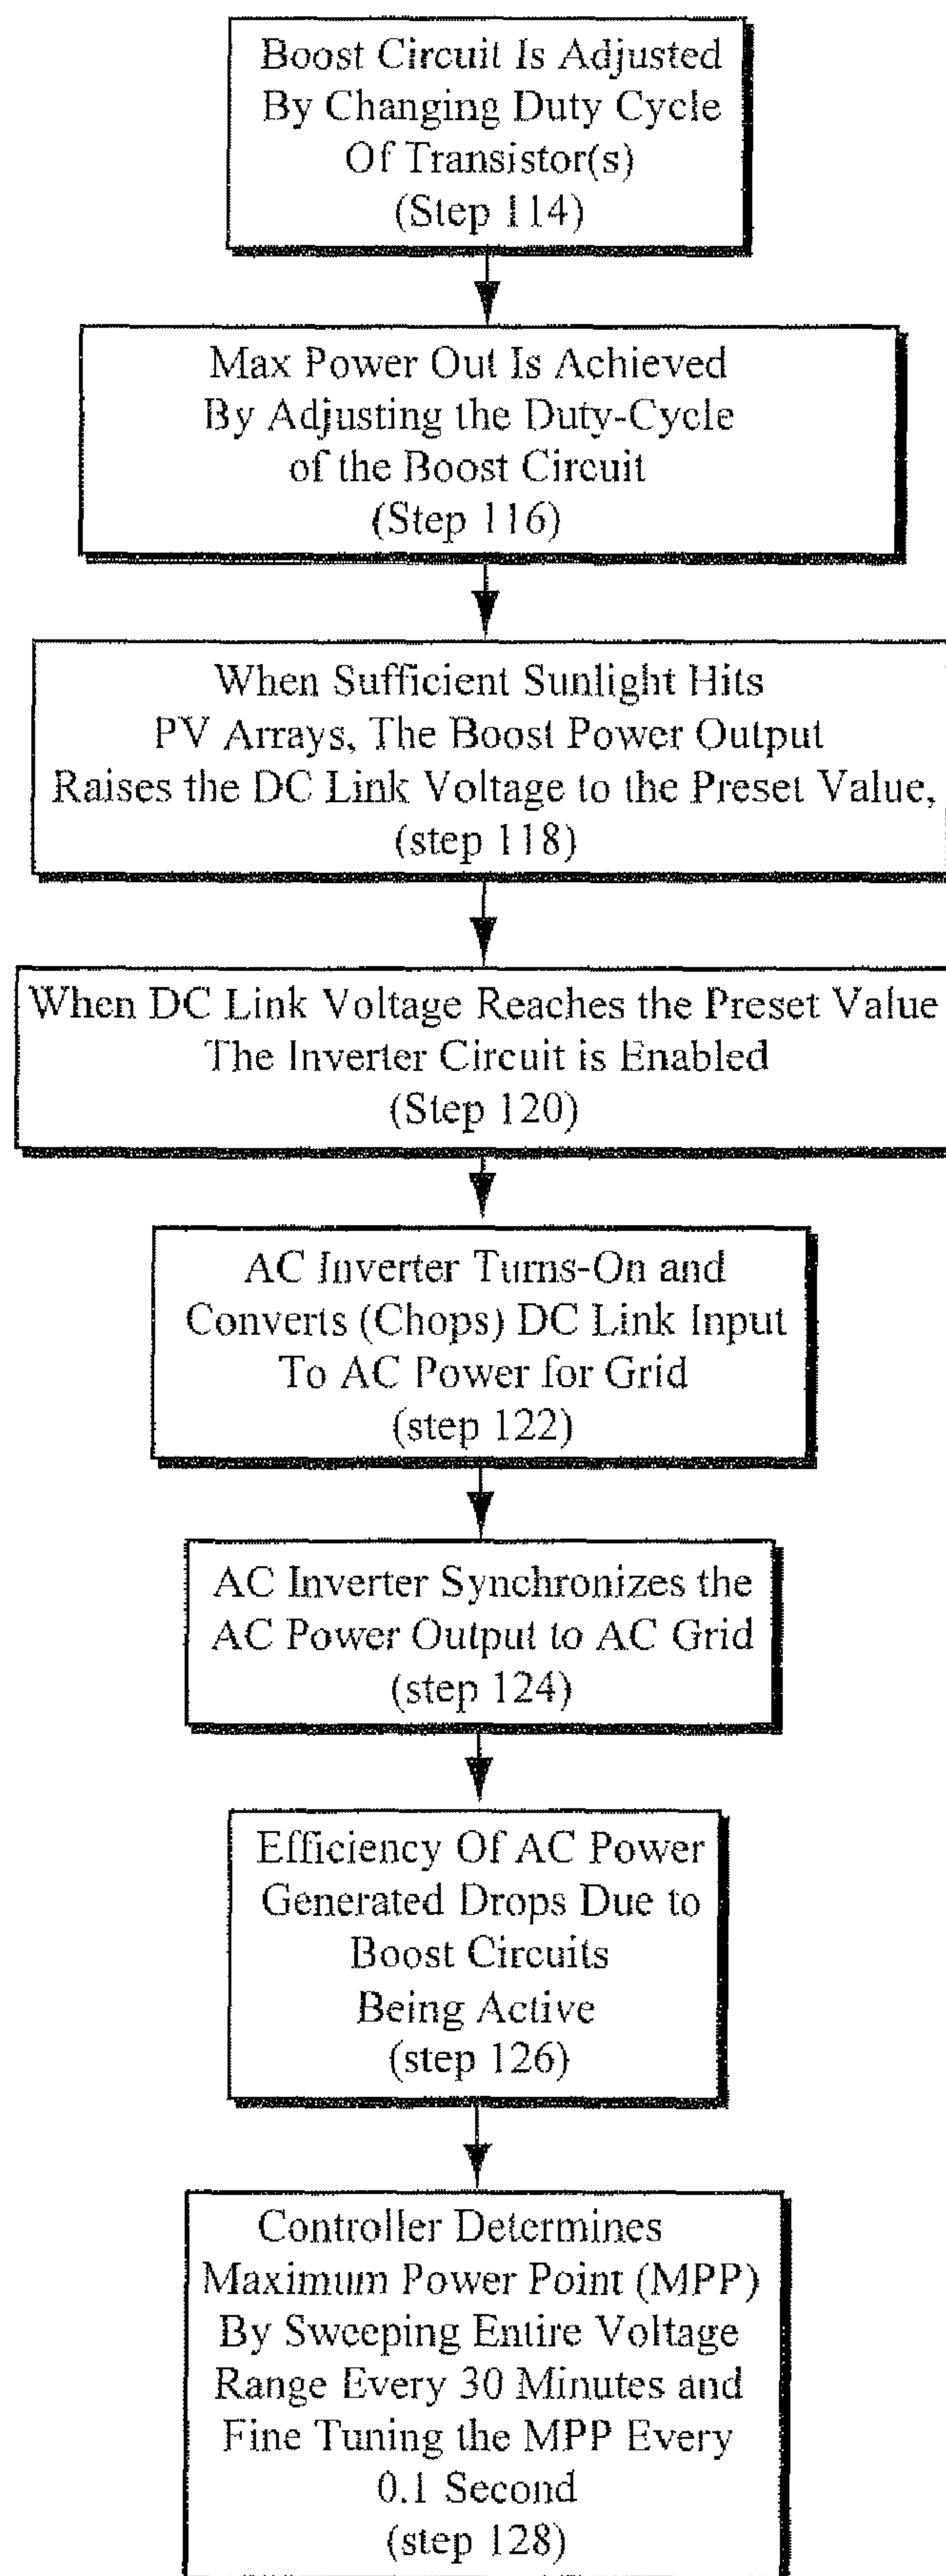 Boost Circuit Is Adjusted
By Changing Duty Cycle
Of Transistor(s)
(Step 114)
Max Power Out Is Achieved
By Adjusting the Duty-Cycle
of the Boost Circuit
(Step 116)
When Sufficient Sunlight Hits
PV Arrays, The Boost Power Output
Raises the DC Link Voltage to the Preset Value,
(step 118)
When DC Link Voltage Reaches the Preset Value
The Inverter Circuit is Enabled
(Step 120)
AC Inverter Turns-On and
Converts (Chops) DC Link Input
To AC Power for Grid
(step 122)
AC Inverter Synchronizes the
AC Power Output to AC Grid
(step 124)
Efficiency Of AC Power
Generated Drops Due to
Boost Circuits
Being Active
(step 126)
Controller Determines
Maximum Power Point (MPP)
By Sweeping Entire Voltage
Range Every 30 Minutes and
Fine Tuning the MPP Every
0.1 Second
(step 128)